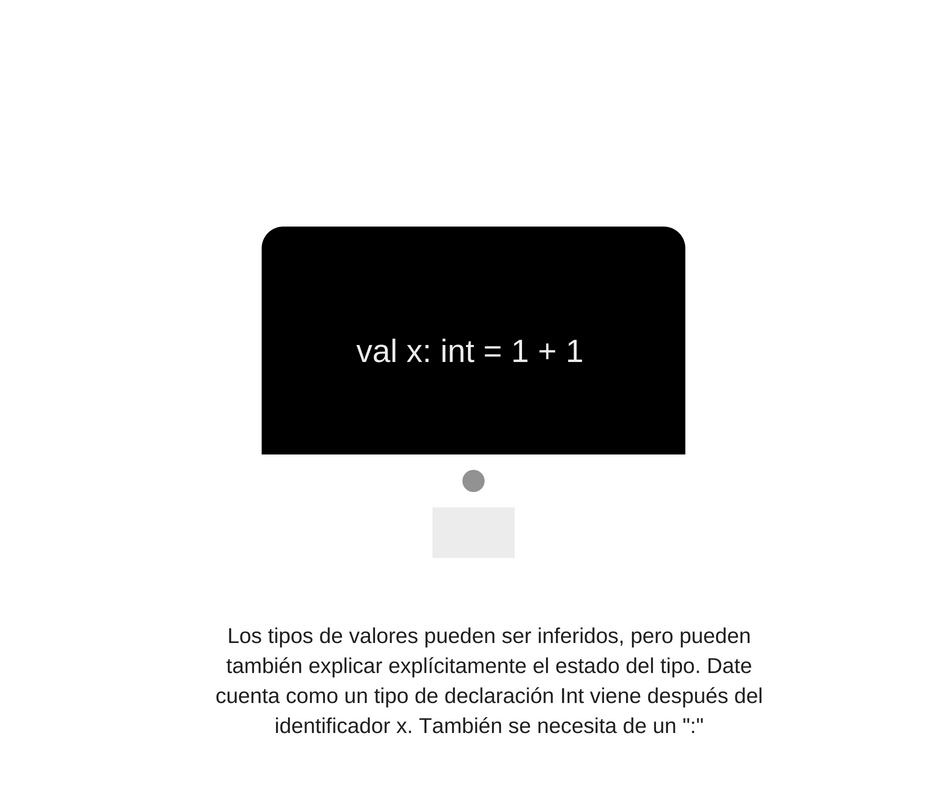 val x: int = 1 + 1
Los tipos de valores pueden ser inferidos, pero pueden
también explicar explícitamente el estado del tipo. Date
cuenta como un tipo de declaración Int viene después del
identificador x. También se necesita de un ":"